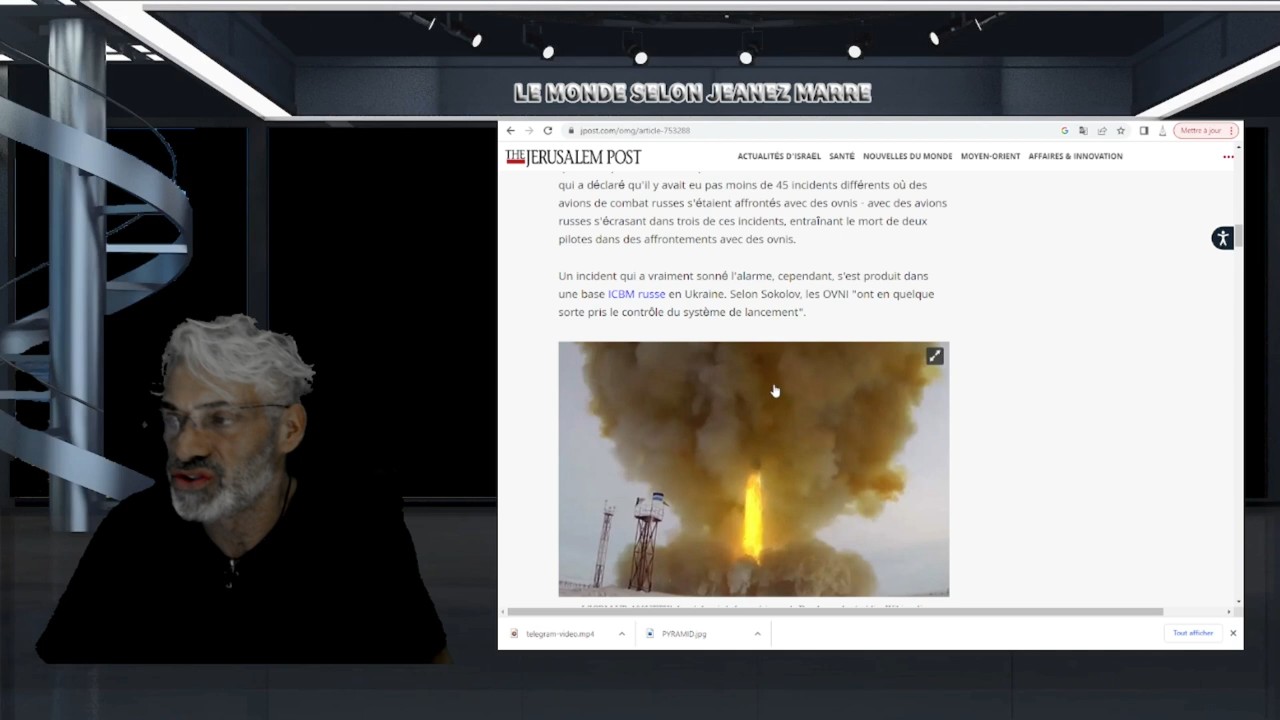 LE MONDE SELON JEANEZ MARRE
jpost.com/omg/article-753288
Mettre à jour
THE JERUSALEM POST
ACTUALITÉS D'ISRAËL SANTÉ NOUVELLES DU MONDE MOYEN-ORIENT AFFAIRES & INNOVATION
qui a déclaré qu'il y avait eu pas moins de 45 incidents différents où des
avions de combat russes s'étaient affrontés avec des ovnis - avec des avions
russes s'écrasant dans trois de ces incidents, entraînant le mort de deux
pilotes dans des affrontements avec des ovnis.
Un incident qui a vraiment sonné l'alarme, cependant, s'est produit dans
une base ICBM russe en Ukraine. Selon Sokolov, les OVNI "ont en quelque
sorte pris le contrôle du système de lancement".
telegram-video.mp4
PYRAMID.jpg
Tout afficher